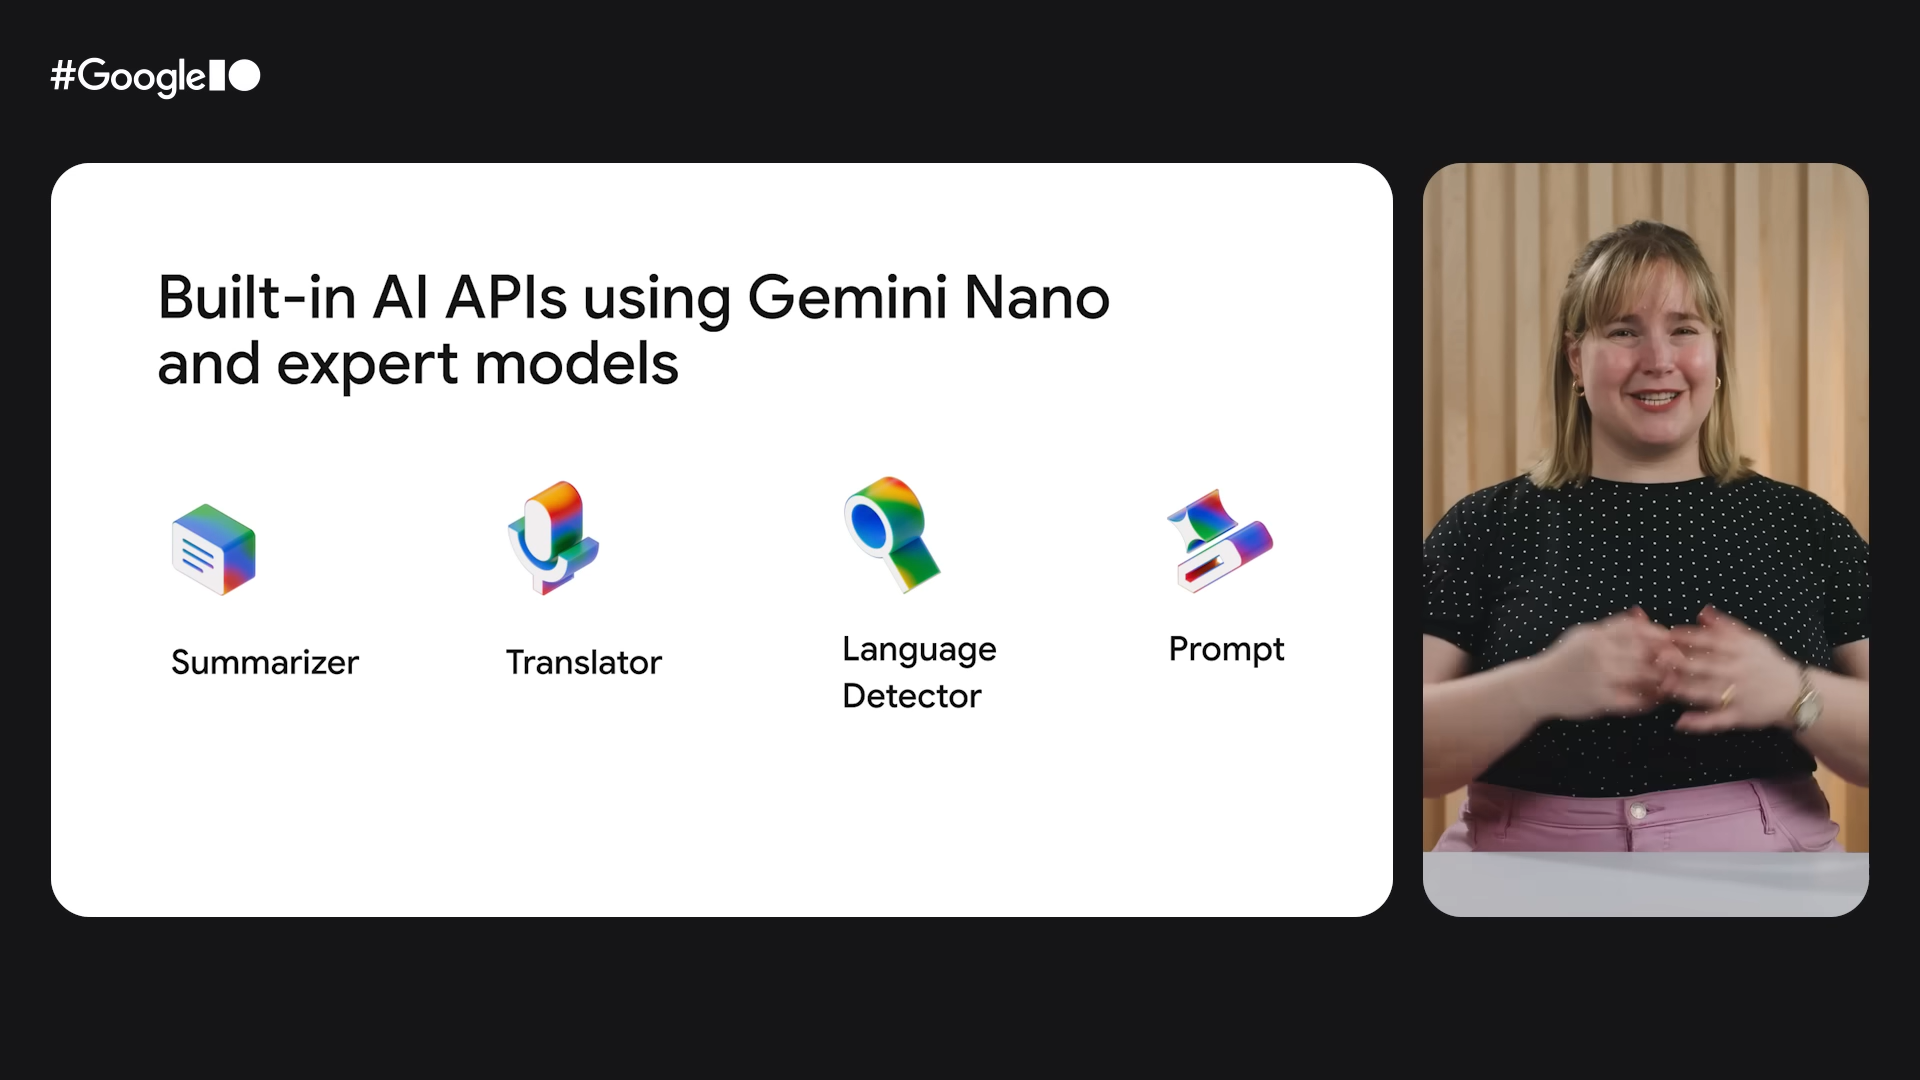 #GoogleIO
Built-in AI APIs using Gemini Nano
and expert models
Summarizer
Translator
Language
Detector
Prompt